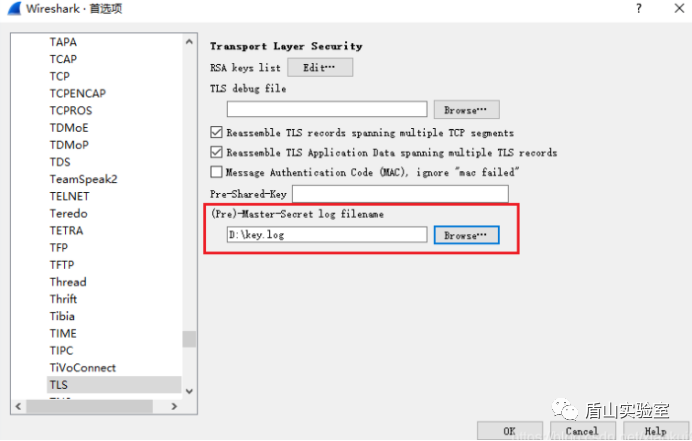 Wireshark · 首选项
? ×
TAPA
TCAP
TCP
TCPENCAP
TCPROS
TDMoE
TDMoP
TDS
TeamSpeak2
TELNET
Teredo
TETRA
TFP
TFTP
Thread
Thrift
Tibia
TIME
TIPC
TiVoConnect
TLS
Transport Layer Security
RSA keys list Edit…
TLS debug file
Browse…
Reassemble TLS records spanning multiple TCP segments
Reassemble TLS Application Data spanning multiple TLS records
Message Authentication Code (MAC), ignore "mac failed"
Pre-Shared-Key
(Pre)-Master-Secret log filename
D:\key.log Browse…
盾山实验室
OK Cancel Help